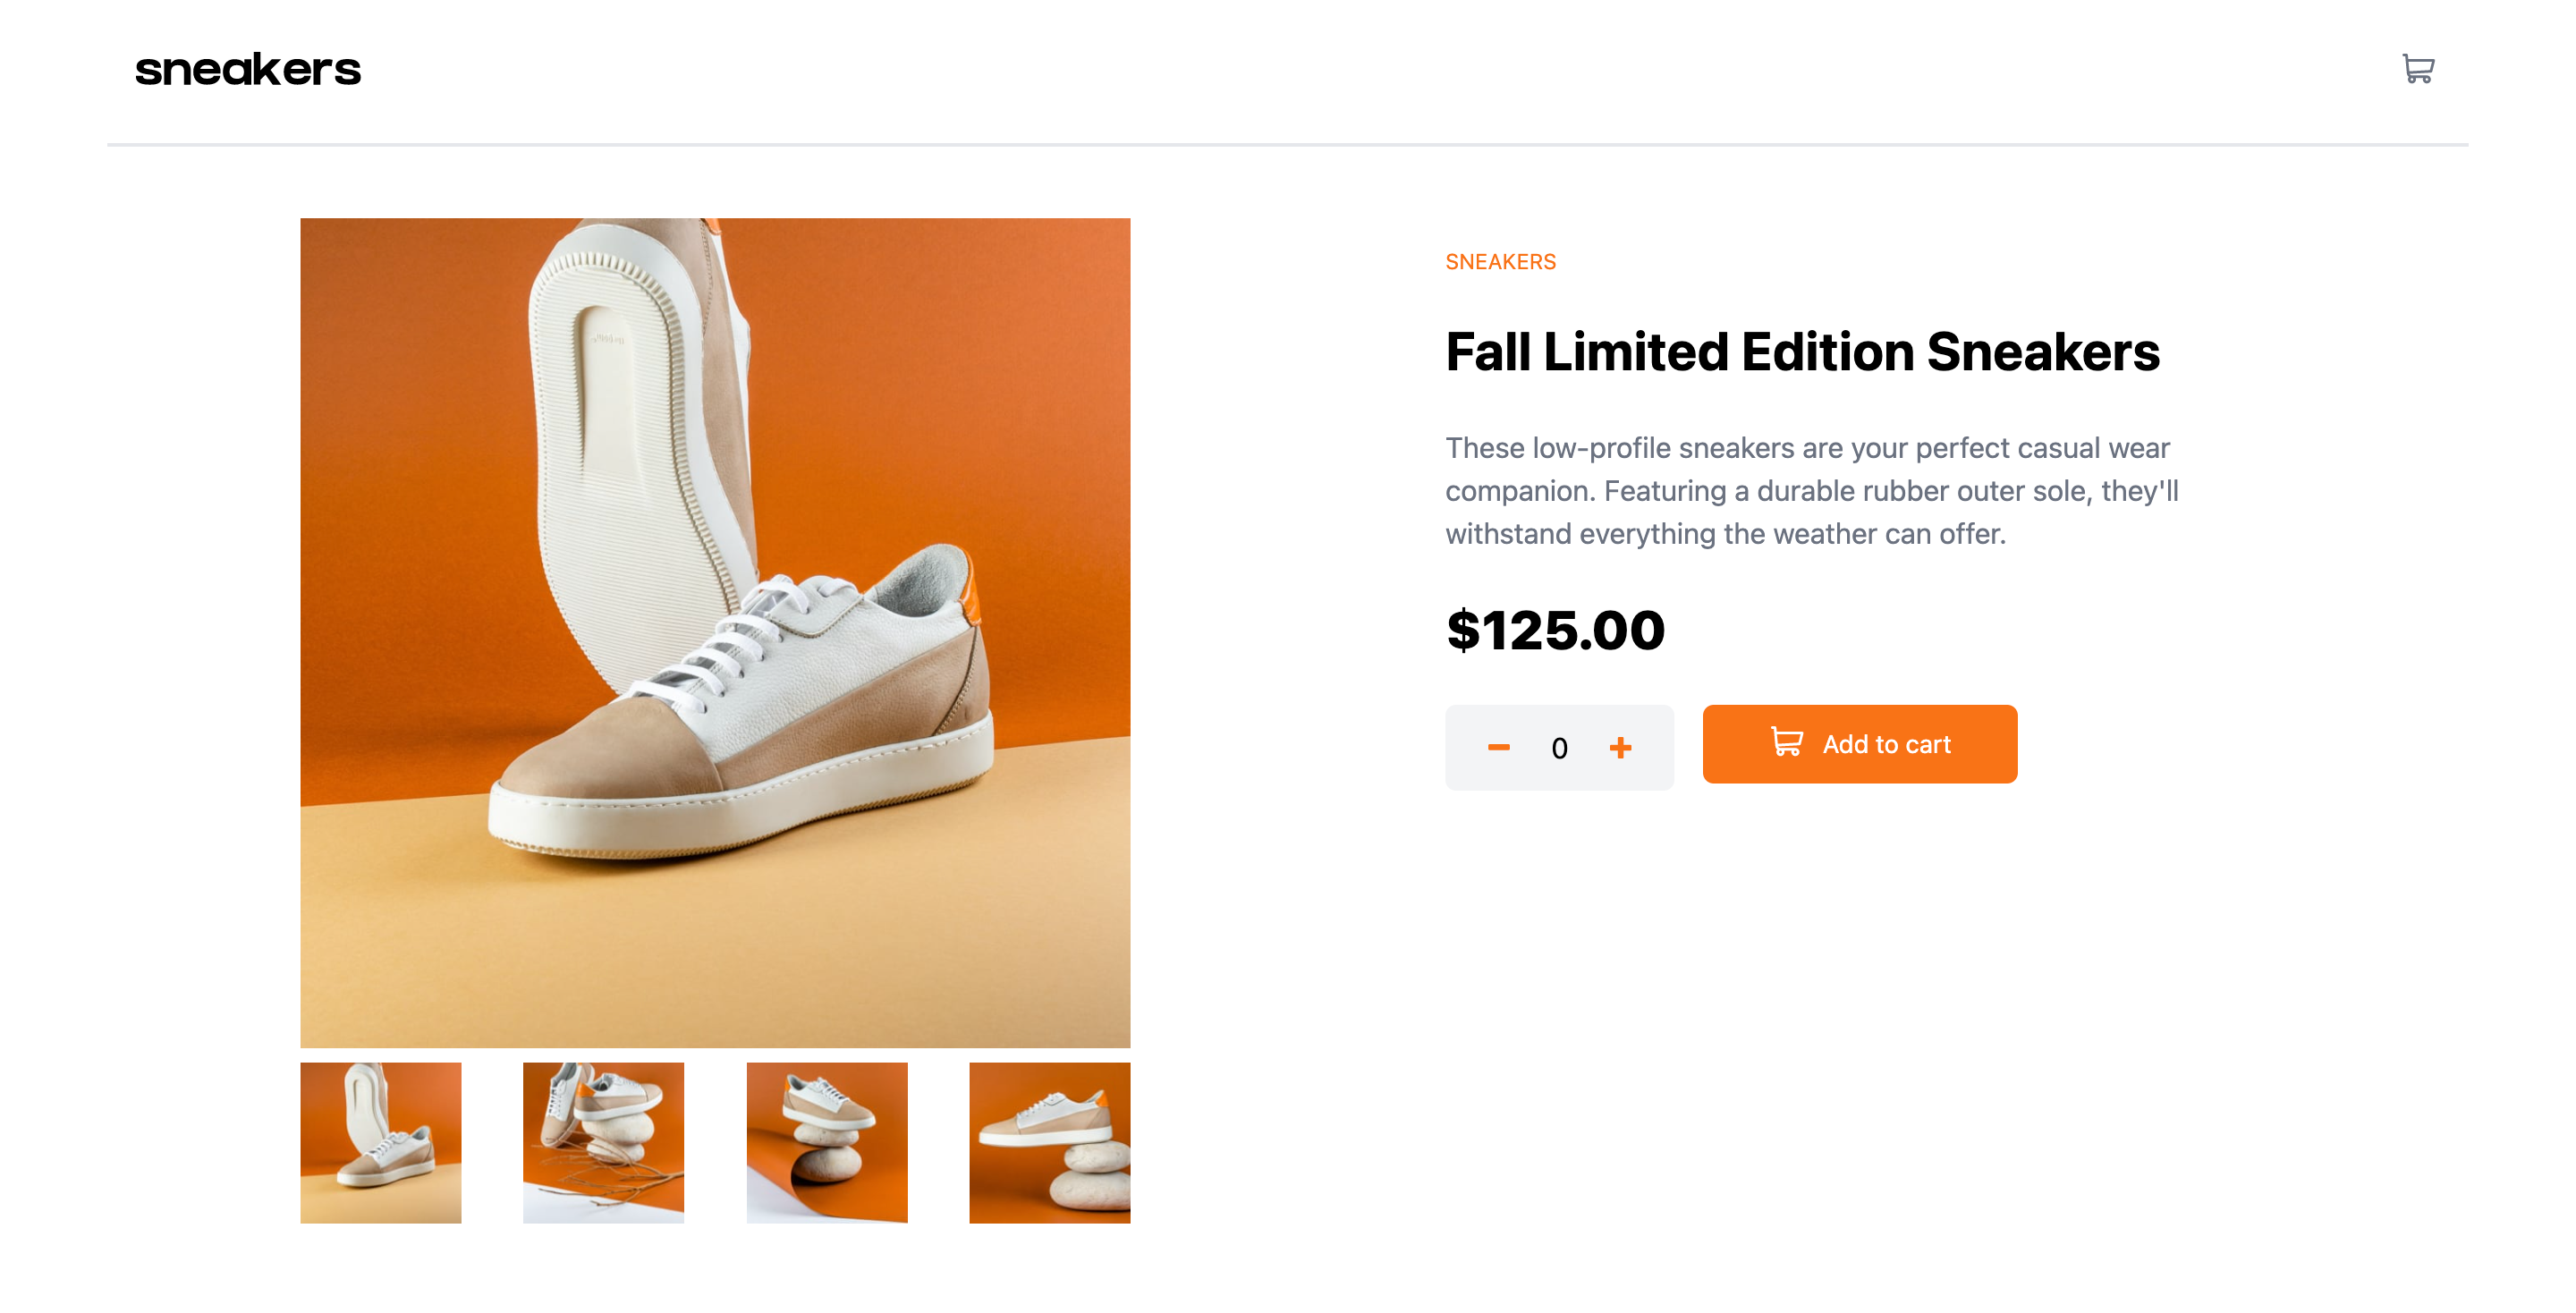 sneakers
SNEAKERS
Fall Limited Edition Sneakers
These low-profile sneakers are your perfect casual wear
companion. Featuring a durable rubber outer sole, they'll
withstand everything the weather can offer.
$125.00
0
Add to cart